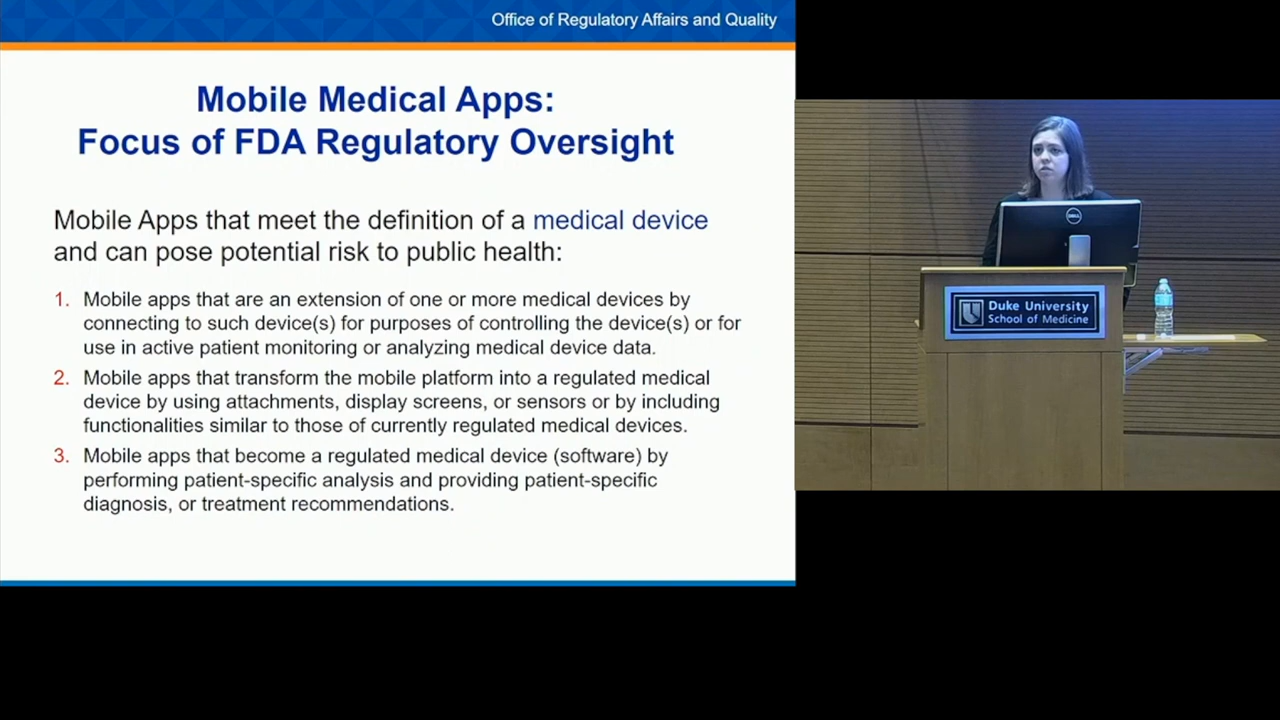 Office of Regulatory Affairs and Quality
Mobile Medical Apps:
Focus of FDA Regulatory Oversight
Mobile Apps that meet the definition of a medical device
and can pose potential risk to public health:
1. Mobile apps that are an extension of one or more medical devices by
connecting to such device(s) for purposes of controlling the device(s) or for
use in active patient monitoring or analyzing medical device data.
2. Mobile apps that transform the mobile platform into a regulated medical
device by using attachments, display screens, or sensors or by including
functionalities similar to those of currently regulated medical devices.
3. Mobile apps that become a regulated medical device (software) by
performing patient-specific analysis and providing patient-specific
diagnosis, or treatment recommendations.
DELL
Duke University
School of Medicine